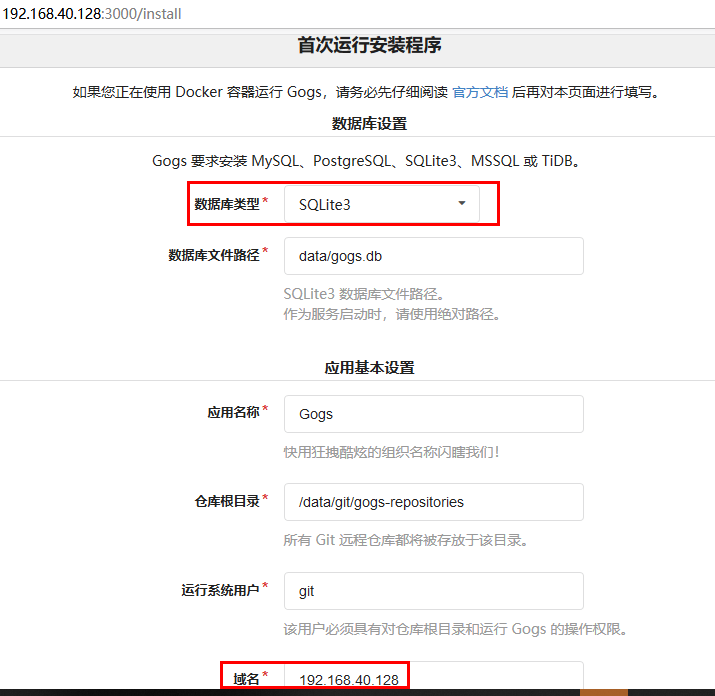 192.168.40.128:3000/install
首次运行安装程序
如果您正在使用 Docker 容器运行 Gogs，请务必先仔细阅读 官方文档 后再对本页面进行填写。
数据库设置
Gogs 要求安装 MySQL、PostgreSQL、SQLite3、MSSQL 或 TiDB。
数据库类型* SQLite3
数据库文件路径* data/gogs.db
SQLite3 数据库文件路径。
作为服务启动时，请使用绝对路径。
应用基本设置
应用名称* Gogs
快用狂拽酷炫的组织名称闪瞎我们！
仓库根目录* /data/git/gogs-repositories
所有 Git 远程仓库都将被存放于该目录。
运行系统用户* git
该用户必须具有对仓库根目录和运行 Gogs 的操作权限。
域名* 192.168.40.128